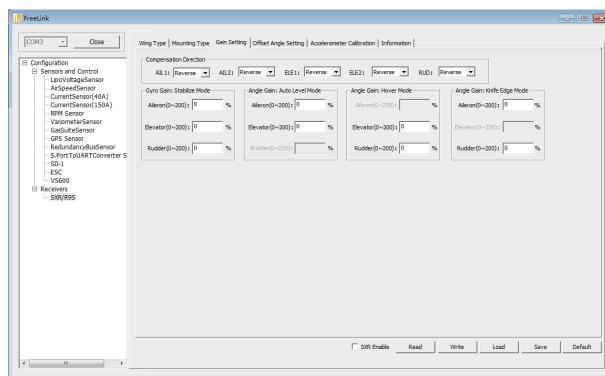 FreeLink
COM3 Close
Wing Type Mounting Type Gain Setting Offset Angle Setting Accelerometer Calibration Information
Configuration
Sensors and Control
LipoVoltageSensor
AirSpeedSensor
CurrentSensor(40A)
CurrentSensor(150A)
RPM Sensor
VariometerSensor
GasSuiteSensor
GPS Sensor
RedundancyBusSensor
S.PortToUARTConverter S
SD-1
ESC
VS600
Receivers
SXR/R9S
Compensation Direction
AIL1: Reverse AIL2: Reverse ELE1: Reverse ELE2: Reverse RUD: Reverse
Gyro Gain: Stablize Mode
Aileron(0~200): 0 %
Elevator(0~200): 0 %
Rudder(0~200): 0 %
Angle Gain: Auto Level Mode
Aileron(0~200): 0 %
Elevator(0~200): 0 %
Rudder(0~200): %
Angle Gain: Hover Mode
Aileron(0~200): %
Elevator(0~200): 0 %
Rudder(0~200): 0 %
Angle Gain: Knife Edge Mode
Aileron(0~200): 0 %
Elevator(0~200): %
Rudder(0~200): 0 %
SXR Enable Read Write Load Save Default